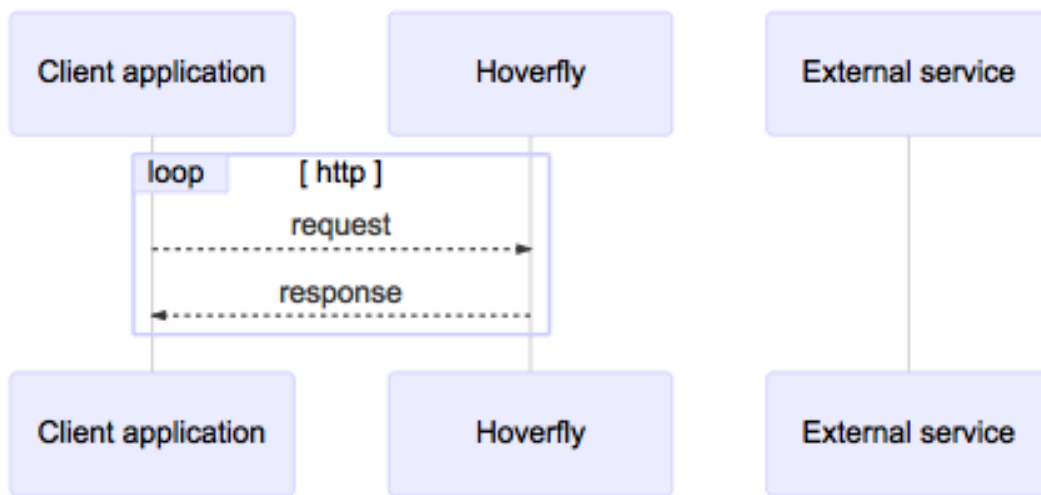 Client application
Hoverfly
External service
loop
[ http ]
request
response
Client application
Hoverfly
External service